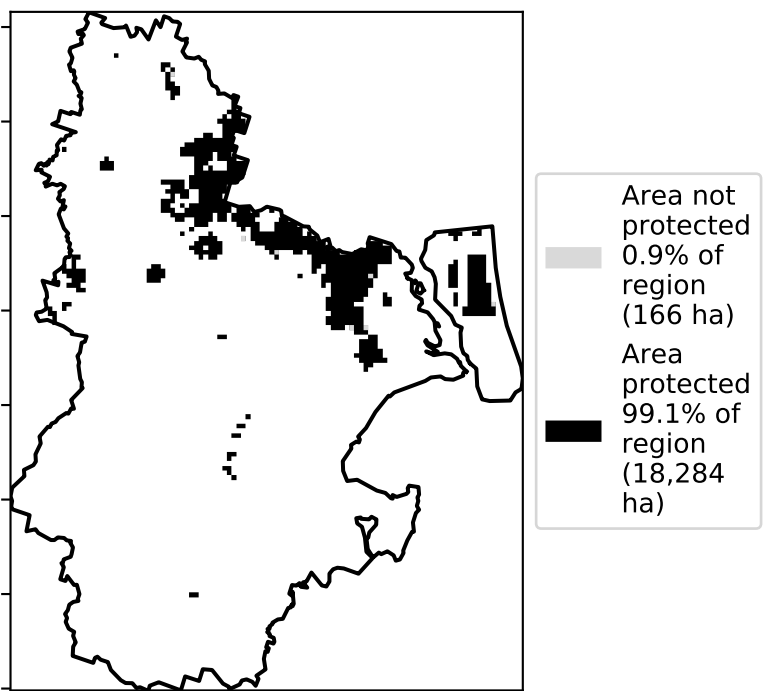 Area not
protected
0.9% of
region
(166 ha)
Area
protected
99.1% of
region
(18,284
ha)